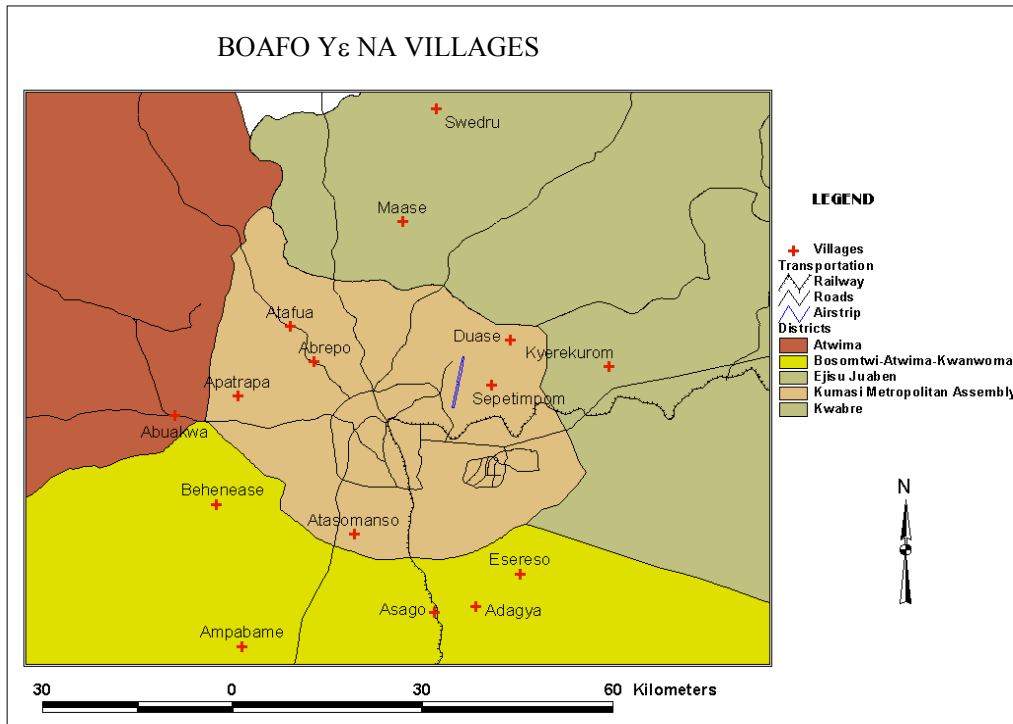 BOAFO Yε NA VILLAGES
Swedru
Maase
Atafua
Duase
Abrepo
Kyerekurom
Apatrapa
Sepetimpom
Abuakwa
Behenease
Atasomanso
Esereso
Asago
Adagya
Ampabame
LEGEND
Villages
Transportation
Railway
Roads
Airstrip
Districts
Atwima
Bosomtwi-Atwima-Kwanwoma
Ejisu Juaben
Kumasi Metropolitan Assembly
Kwabre
N
30 0 30 60 Kilometers